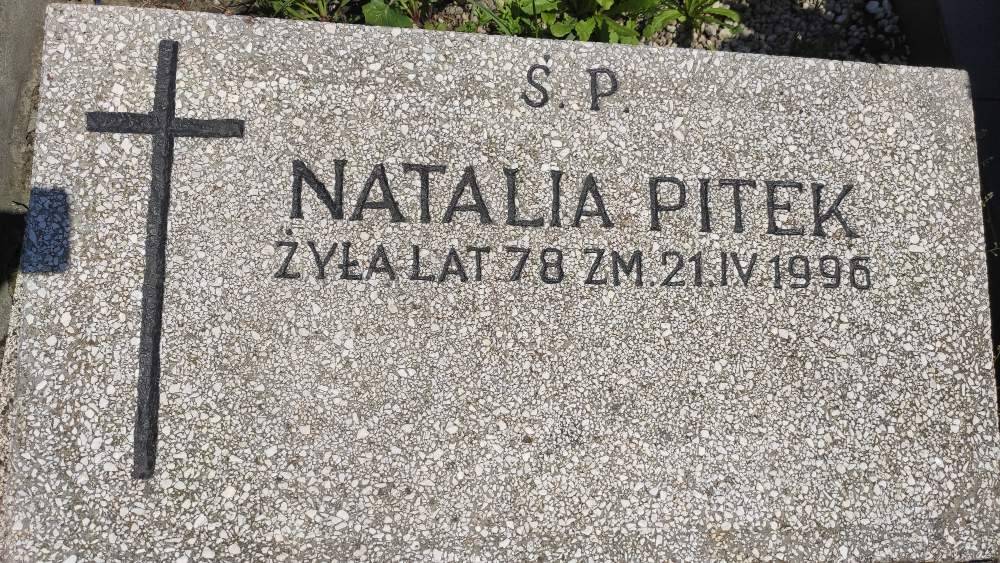 Ś. P.
NATALIA PITEK
ŻYŁA LAT 78 ZM. 21.IV 1996